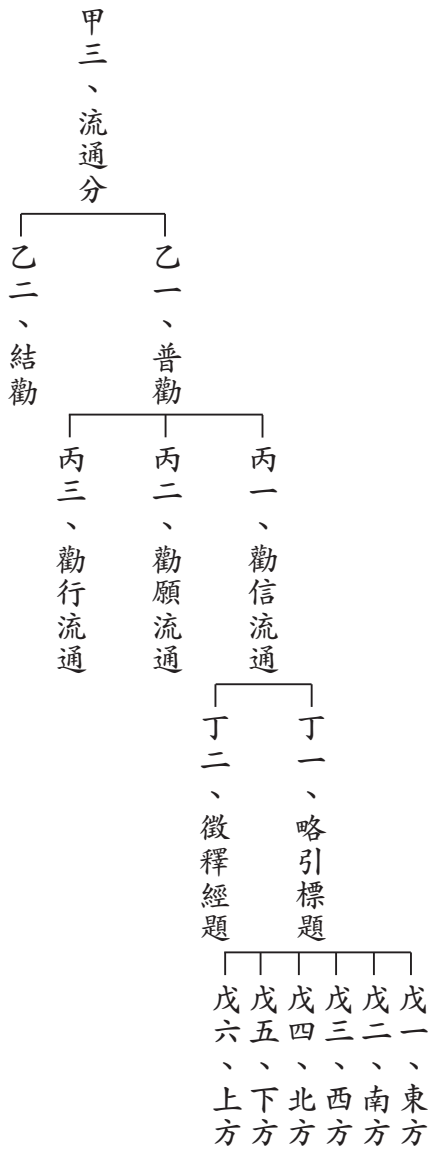 甲三、流通分
乙一、普勸
乙二、結勸
丙一、勸信流通
丙二、勸願流通
丙三、勸行流通
丁一、略引標題
丁二、徵釋經題
戊一、東方
戊二、南方
戊三、西方
戊四、北方
戊五、下方
戊六、上方